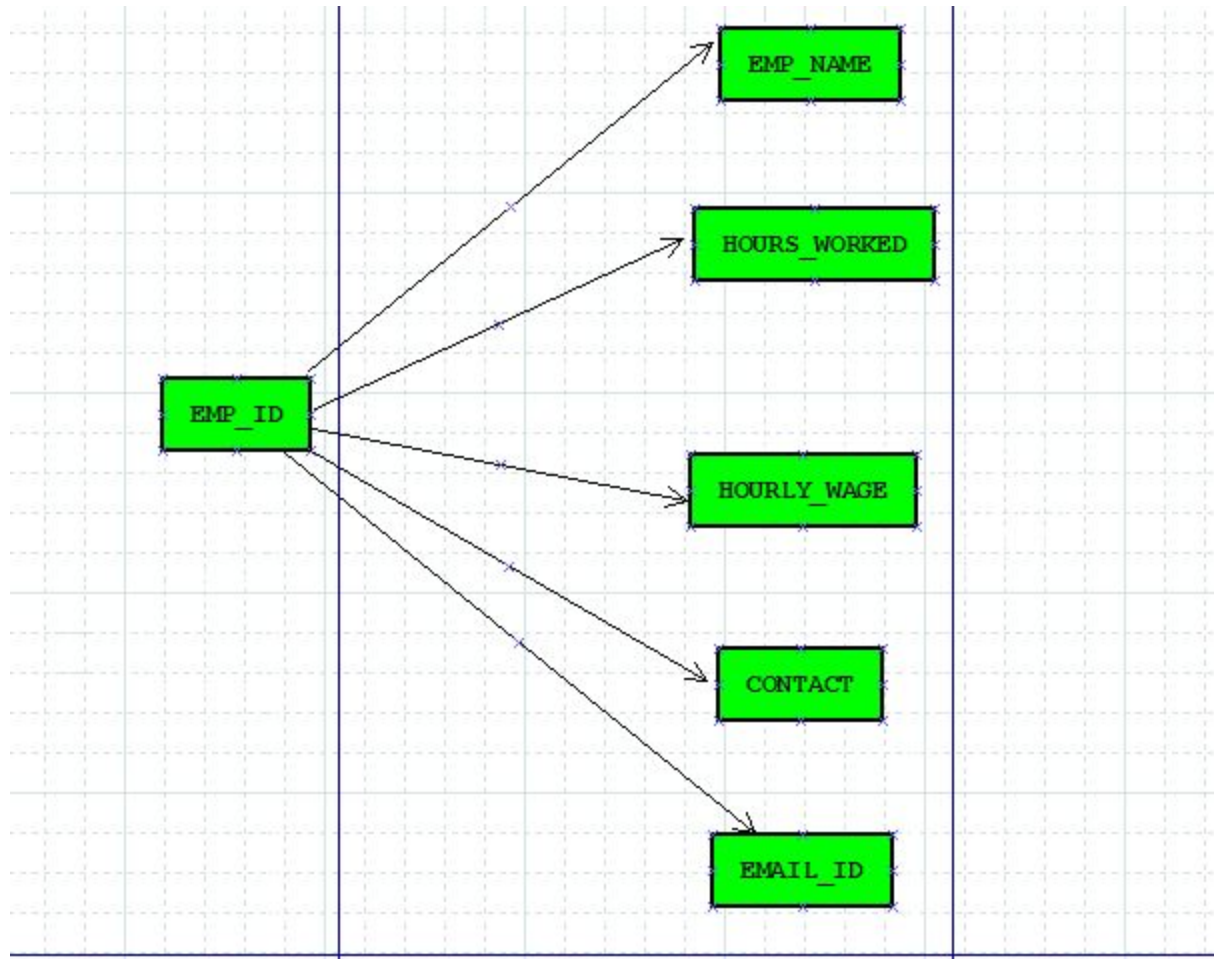 EMP_NAME
HOURS_WORKED
EMP_ID
HOURLY_WAGE
CONTACT
EMAIL_ID